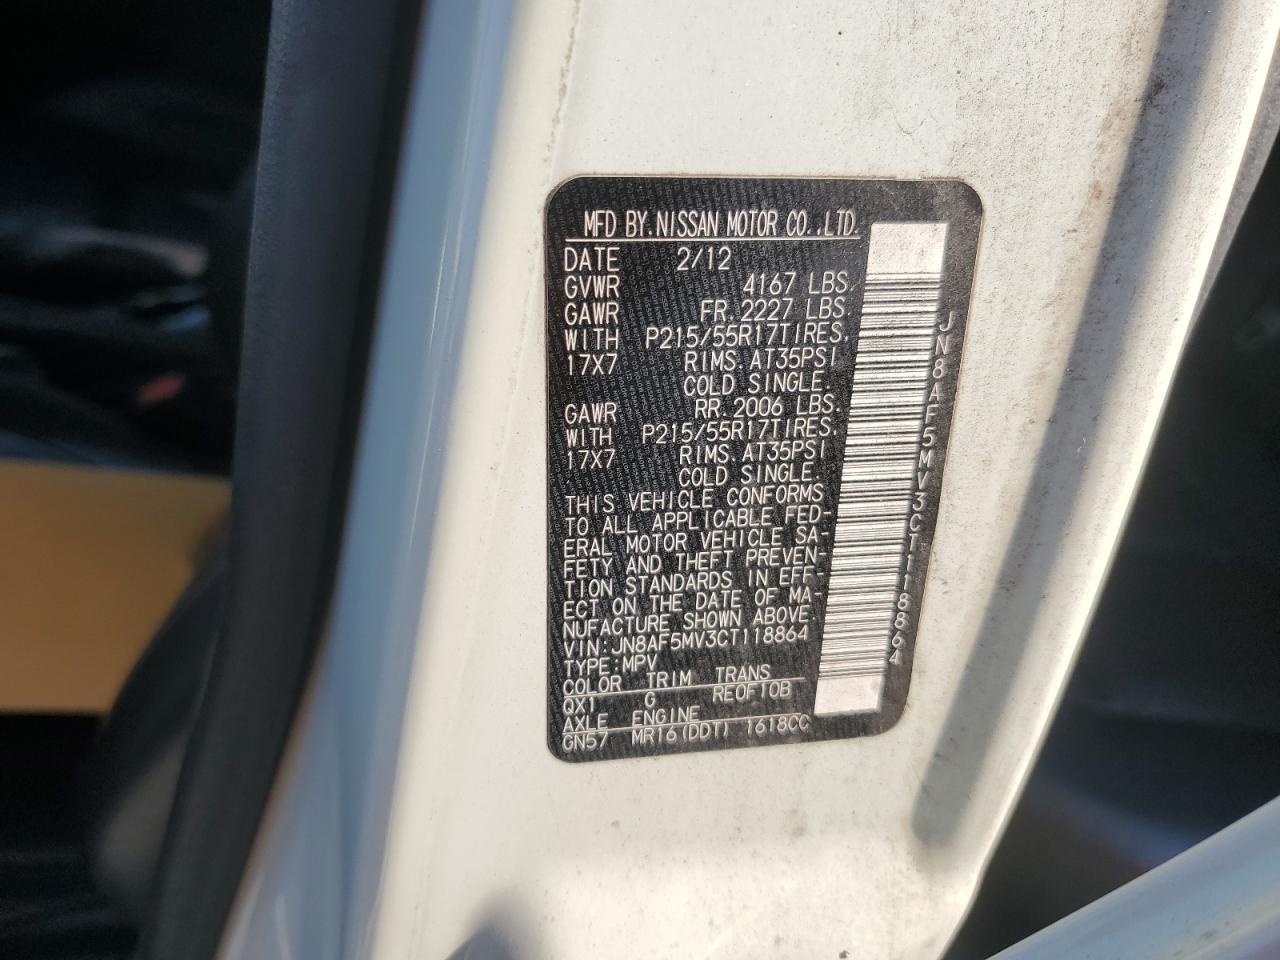 MFD BY.NISSAN MOTOR CO.,LTD.
DATE 2/12
GVWR 4167 LBS
GAWR FR.2227 LBS
WITH P215/55R17TIRES,
17X7 RIMS.AT35PSI
COLD SINGLE.
GAWR RR.2006 LBS.
WITH P215/55R17TIRES,
17X7 RIMS.AT35PSI
COLD SINGLE.
THIS VEHICLE CONFORMS
TO ALL APPLICABLE FED-
ERAL MOTOR VEHICLE SA-
FETY AND THEFT PREVEN-
TION STANDARDS IN EFF-
ECT ON THE DATE OF MA-
NUFACTURE SHOWN ABOVE.
VIN:JN8AF5MV3CT118864
TYPE:MPV
COLOR TRIM TRANS
QX1 G RE0F10B
AXLE ENGINE
GN57 MR16(DDT) 1618CC
JN8AF5MV3CT118864